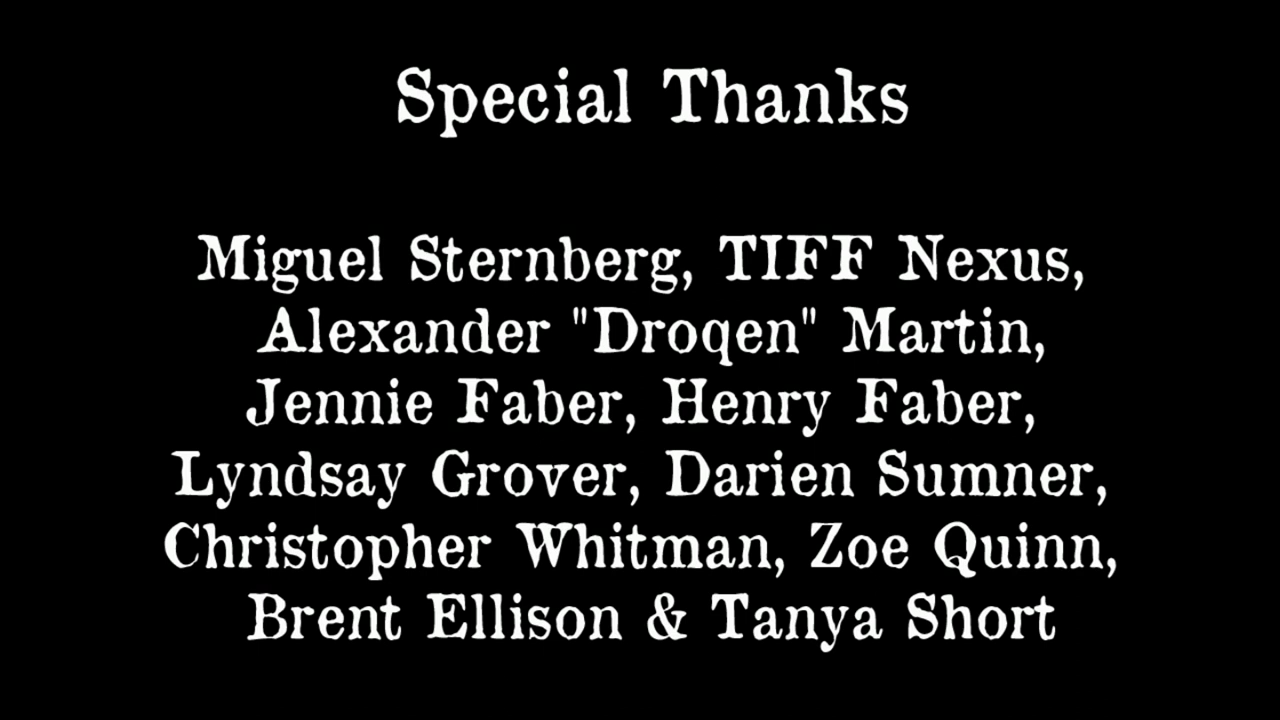 Special Thanks
Miguel Sternberg, TIFF Nexus,
Alexander "Droqen" Martin,
Jennie Faber, Henry Faber,
Lyndsay Grover, Darien Sumner,
Christopher Whitman, Zoe Quinn,
Brent Ellison & Tanya Short